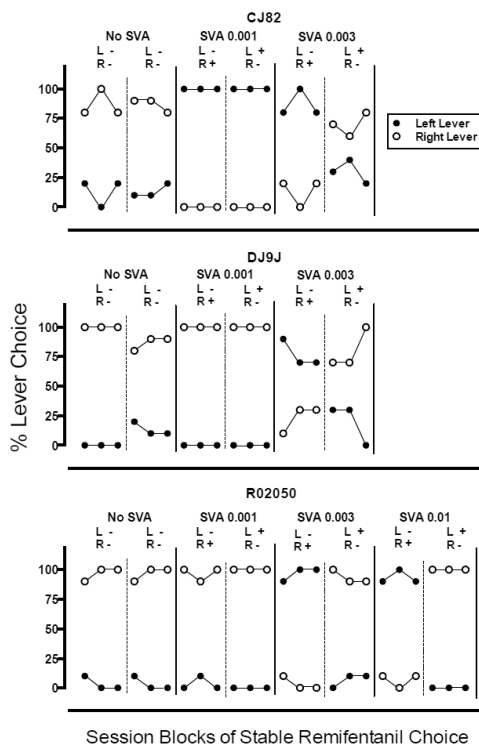 CJ82
No SVA SVA 0.001 SVA 0.003
L - L - L - L + L - L +
R - R - R + R - R + R -
100
75
50
25
0
Left Lever
Right Lever
DJ9J
No SVA SVA 0.001 SVA 0.003
L - L - L - L + L - L +
R - R - R + R - R + R -
100
75
50
25
0
% Lever Choice
R02050
No SVA SVA 0.001 SVA 0.003 SVA 0.01
L - L - L - L + L - L + L - L +
R - R - R + R - R + R - R + R -
100
75
50
25
0
Session Blocks of Stable Remifentanil Choice